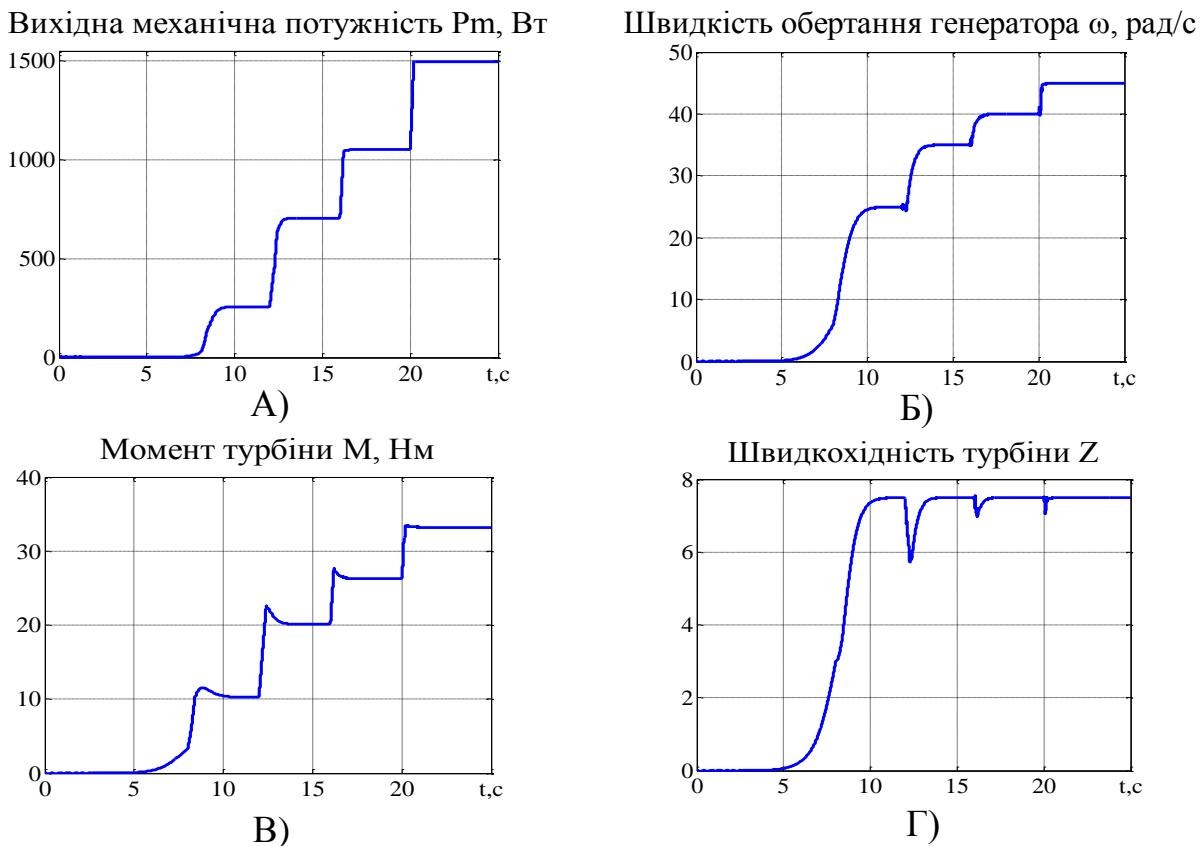 Вихідна механічна потужність Pm, Вт
1500
1000
500
0
0 5 10 15 20 t,с
А)
Швидкість обертання генератора ω, рад/с
50
40
30
20
10
0
0 5 10 15 20 t,с
Б)
Момент турбіни М, Нм
40
30
20
10
0
0 5 10 15 20 t,с
В)
Швидкохідність турбіни Z
8
6
4
2
0
0 5 10 15 20 t,с
Г)